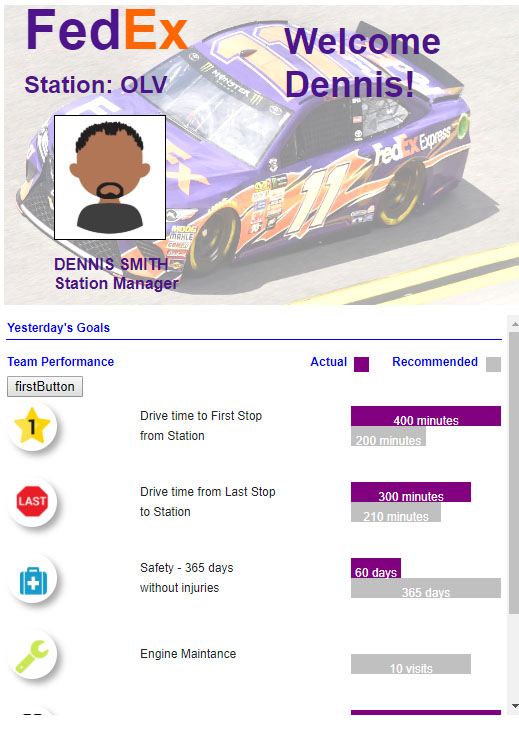 FedEx
Welcome
Dennis!
Station: OLV
MONSTER
FedEx Express
11
DENNIS SMITH
Station Manager
Yesterday's Goals
Team Performance
Actual
Recommended
firstButton
1
Drive time to First Stop
from Station
400 minutes
200 minutes
LAST
Drive time from Last Stop
to Station
300 minutes
210 minutes
Safety - 365 days
without injuries
60 days
365 days
Engine Maintance
10 visits